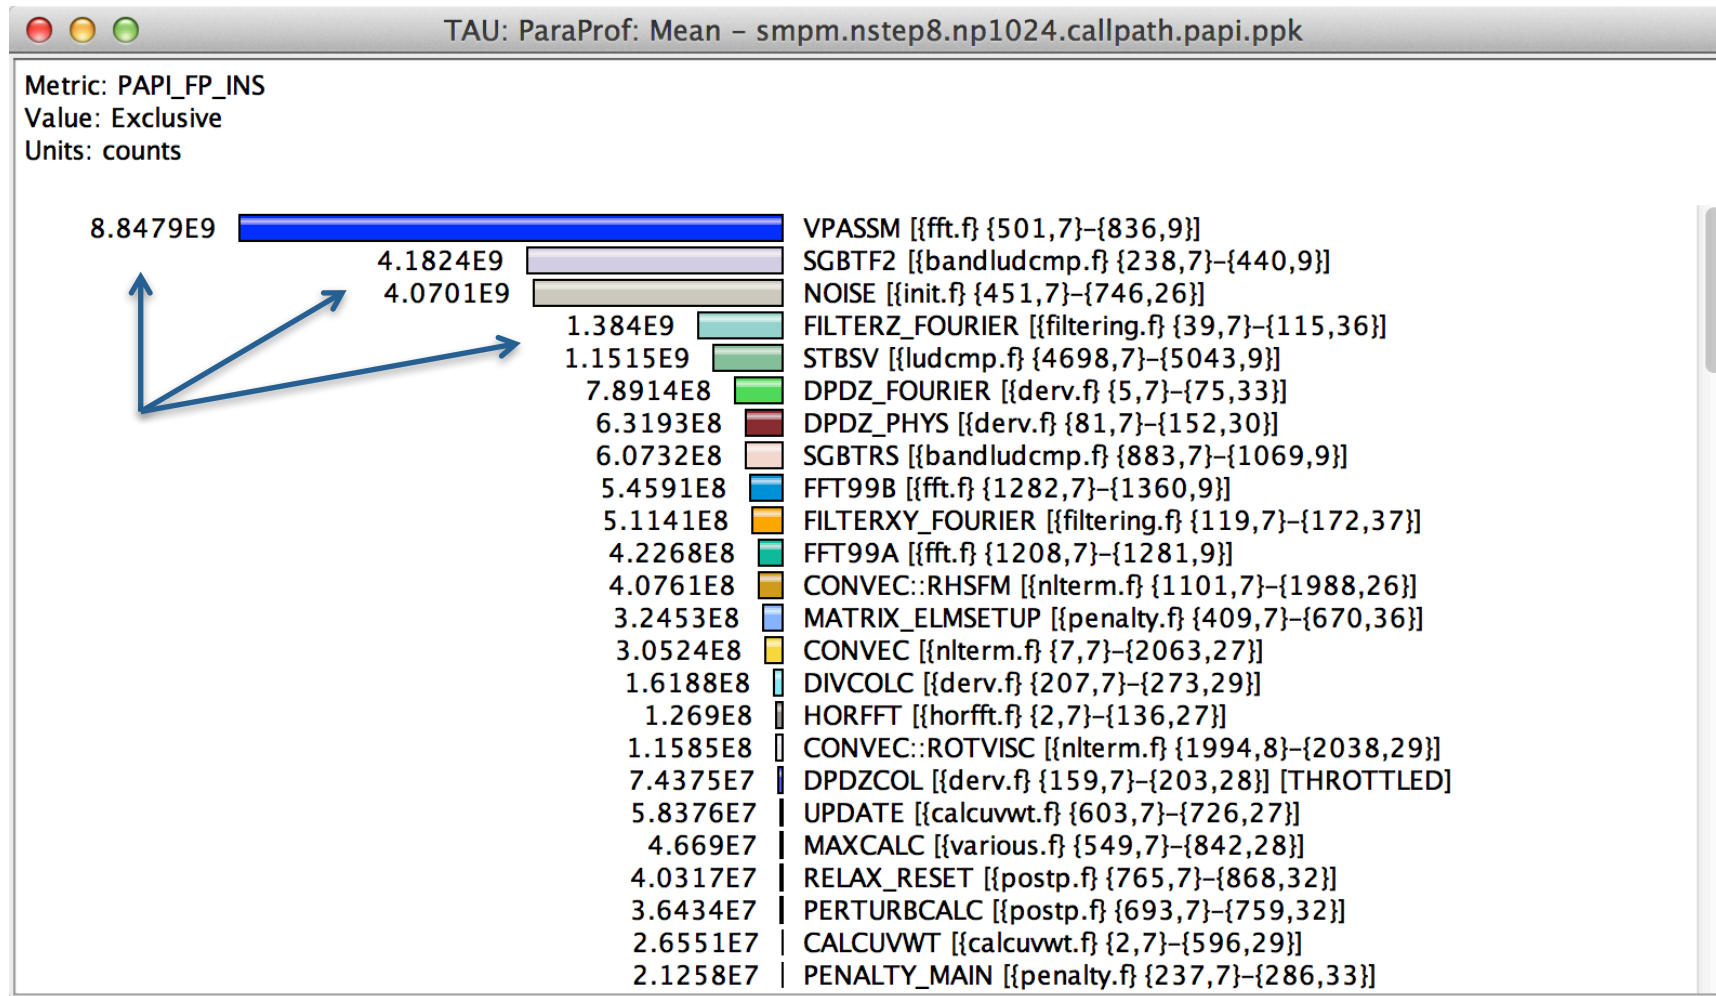 TAU: ParaProf: Mean – smpm.nstep8.np1024.callpath.papi.ppk
Metric: PAPI_FP_INS
Value: Exclusive
Units: counts
8.8479E9 VPASSM [{fft.f} {501,7}–{836,9}]
4.1824E9 SGBTF2 [{bandludcmp.f} {238,7}–{440,9}]
4.0701E9 NOISE [{init.f} {451,7}–{746,26}]
1.384E9 FILTERZ_FOURIER [{filtering.f} {39,7}–{115,36}]
1.1515E9 STBSV [{ludcmp.f} {4698,7}–{5043,9}]
7.8914E8 DPDZ_FOURIER [{derv.f} {5,7}–{75,33}]
6.3193E8 DPDZ_PHYS [{derv.f} {81,7}–{152,30}]
6.0732E8 SGBTRS [{bandludcmp.f} {883,7}–{1069,9}]
5.4591E8 FFT99B [{fft.f} {1282,7}–{1360,9}]
5.1141E8 FILTERXY_FOURIER [{filtering.f} {119,7}–{172,37}]
4.2268E8 FFT99A [{fft.f} {1208,7}–{1281,9}]
4.0761E8 CONVEC::RHSFM [{nlterm.f} {1101,7}–{1988,26}]
3.2453E8 MATRIX_ELMSETUP [{penalty.f} {409,7}–{670,36}]
3.0524E8 CONVEC [{nlterm.f} {7,7}–{2063,27}]
1.6188E8 DIVCOLC [{derv.f} {207,7}–{273,29}]
1.269E8 HORFFT [{horfft.f} {2,7}–{136,27}]
1.1585E8 CONVEC::ROTVISC [{nlterm.f} {1994,8}–{2038,29}]
7.4375E7 DPDZCOL [{derv.f} {159,7}–{203,28}] [THROTTLED]
5.8376E7 UPDATE [{calcuvwt.f} {603,7}–{726,27}]
4.669E7 MAXCALC [{various.f} {549,7}–{842,28}]
4.0317E7 RELAX_RESET [{postp.f} {765,7}–{868,32}]
3.6434E7 PERTURBCALC [{postp.f} {693,7}–{759,32}]
2.6551E7 CALCUVWT [{calcuvwt.f} {2,7}–{596,29}]
2.1258E7 PENALTY_MAIN [{penalty.f} {237,7}–{286,33}]